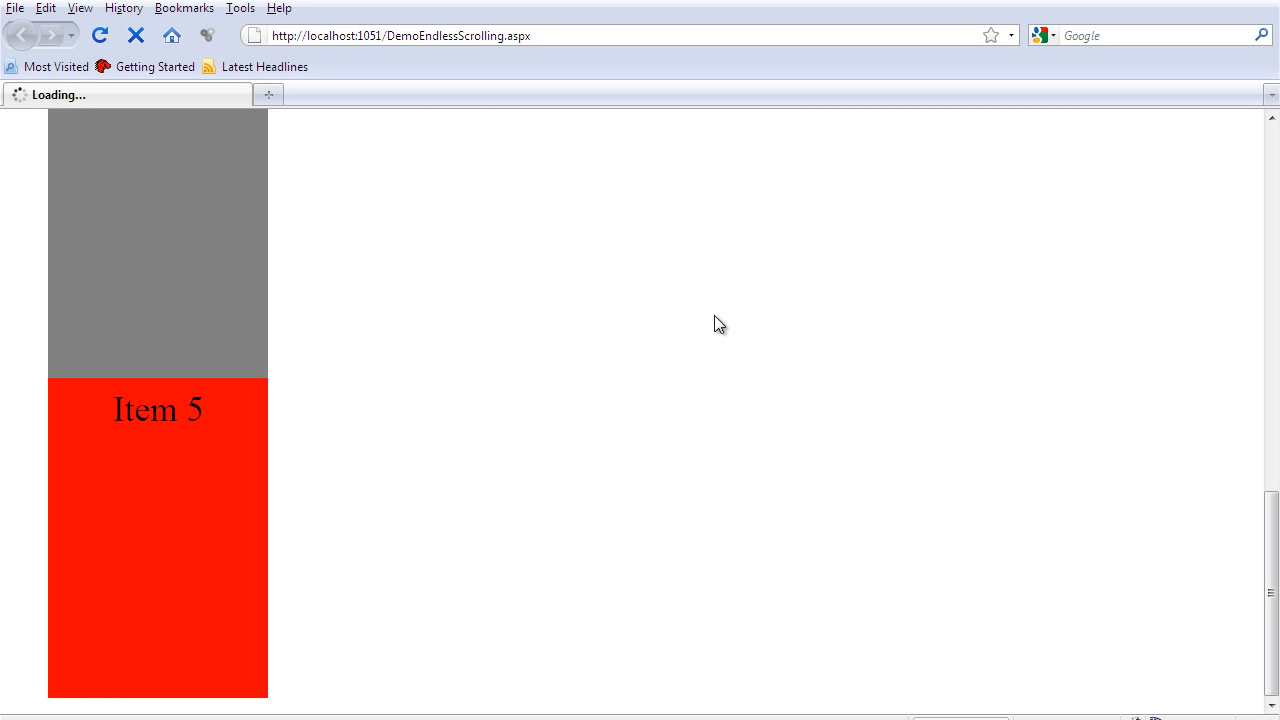 File Edit View History Bookmarks Tools Help
http://localhost:1051/DemoEndlessScrolling.aspx
Google
Most Visited Getting Started Latest Headlines
Loading...
Item 5